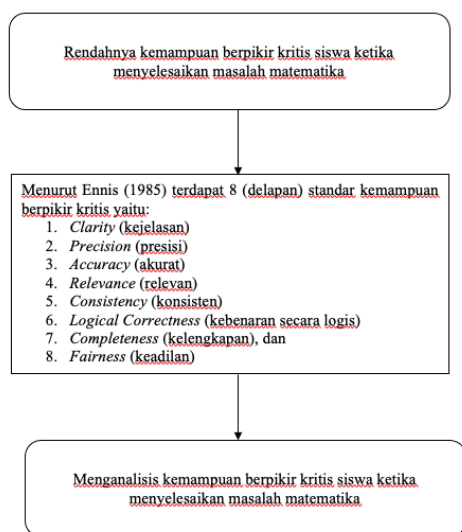 Rendahnya kemampuan berpikir kritis siswa ketika
menyelesaikan masalah matematika
Menurut Ennis (1985) terdapat 8 (delapan) standar kemampuan
berpikir kritis yaitu:
1. Clarity (kejelasan)
2. Precision (presisi)
3. Accuracy (akurat)
4. Relevance (relevan)
5. Consistency (konsisten)
6. Logical Correctness (kebenaran secara logis)
7. Completeness (kelengkapan), dan
8. Fairness (keadilan)
Menganalisis kemampuan berpikir kritis siswa ketika
menyelesaikan masalah matematika